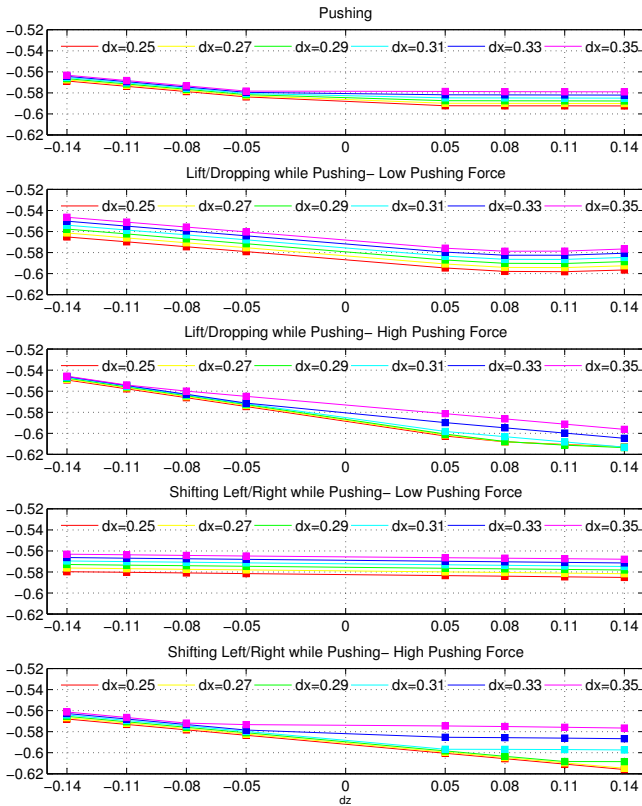 Pushing
−0.52
dx=0.25 dx=0.27 dx=0.29 dx=0.31 dx=0.33 dx=0.35
−0.54
−0.56
−0.58
−0.6
−0.62
−0.14 −0.11 −0.08 −0.05 0 0.05 0.08 0.11 0.14
Lift/Dropping while Pushing− Low Pushing Force
−0.52
dx=0.25 dx=0.27 dx=0.29 dx=0.31 dx=0.33 dx=0.35
−0.54
−0.56
−0.58
−0.6
−0.62
−0.14 −0.11 −0.08 −0.05 0 0.05 0.08 0.11 0.14
Lift/Dropping while Pushing− High Pushing Force
−0.52
dx=0.25 dx=0.27 dx=0.29 dx=0.31 dx=0.33 dx=0.35
−0.54
−0.56
−0.58
−0.6
−0.62
−0.14 −0.11 −0.08 −0.05 0 0.05 0.08 0.11 0.14
Shifting Left/Right while Pushing− Low Pushing Force
−0.52
dx=0.25 dx=0.27 dx=0.29 dx=0.31 dx=0.33 dx=0.35
−0.54
−0.56
−0.58
−0.6
−0.62
−0.14 −0.11 −0.08 −0.05 0 0.05 0.08 0.11 0.14
Shifting Left/Right while Pushing− High Pushing Force
−0.52
dx=0.25 dx=0.27 dx=0.29 dx=0.31 dx=0.33 dx=0.35
−0.54
−0.56
−0.58
−0.6
−0.62
−0.14 −0.11 −0.08 −0.05 0 0.05 0.08 0.11 0.14
dz